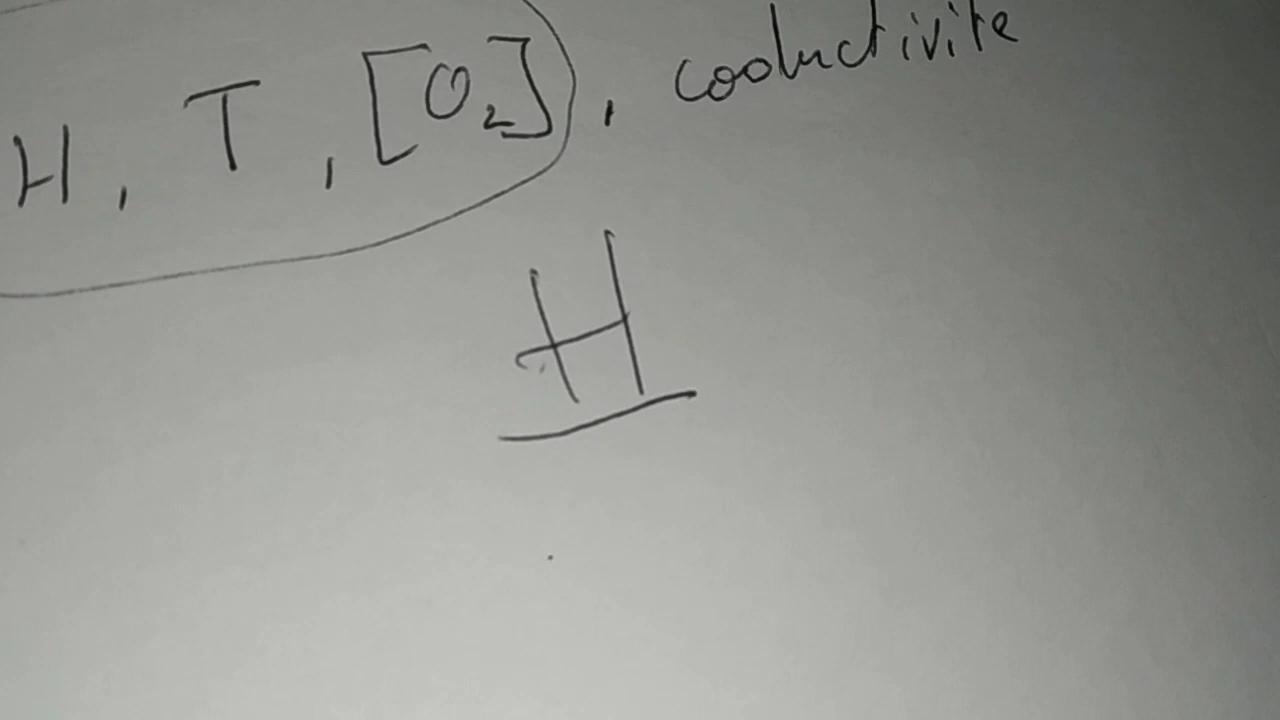 H, T, [O₂], coductivite
H